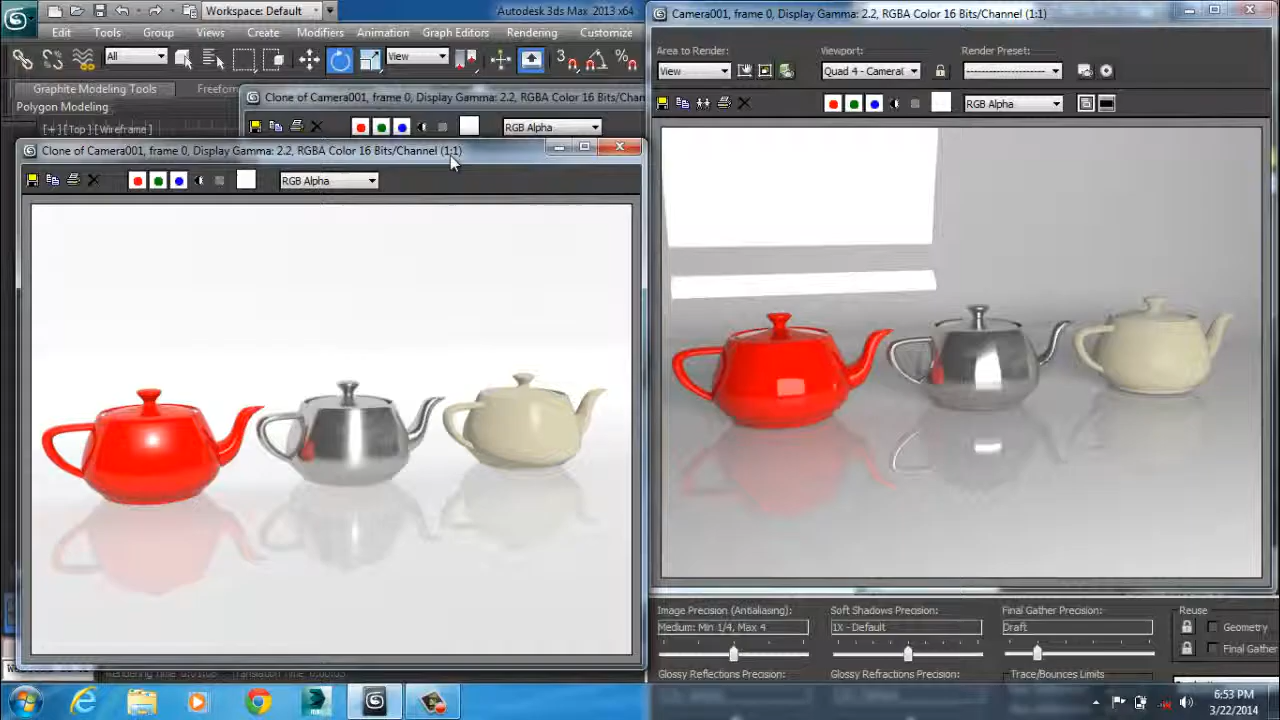 Workspace: Default
Autodesk 3ds Max 2013 x64
Edit Tools Group Views Create Modifiers Animation Graph Editors Rendering Customize
All
View
3
%
Graphite Modeling Tools
Freeform
Polygon Modeling
[+] [Top] [Wireframe]
Clone of Camera001, frame 0, Display Gamma: 2.2, RGBA Color 16 Bits/Chan
RGB Alpha
Clone of Camera001, frame 0, Display Gamma: 2.2, RGBA Color 16 Bits/Channel (1:1)
RGB Alpha
Camera001, frame 0, Display Gamma: 2.2, RGBA Color 16 Bits/Channel (1:1)
Area to Render:
Viewport:
Render Preset:
View
Quad 4 - Camera
RGB Alpha
Image Precision (Antialiasing):
Soft Shadows Precision:
Final Gather Precision:
Reuse
Medium: Min 1/4, Max 4
1X - Default
Draft
Geometry
Final Gather
Glossy Reflections Precision:
Glossy Refractions Precision:
Trace/Bounces Limits
Rendering Time
Translation Time
6:53 PM
3/22/2014